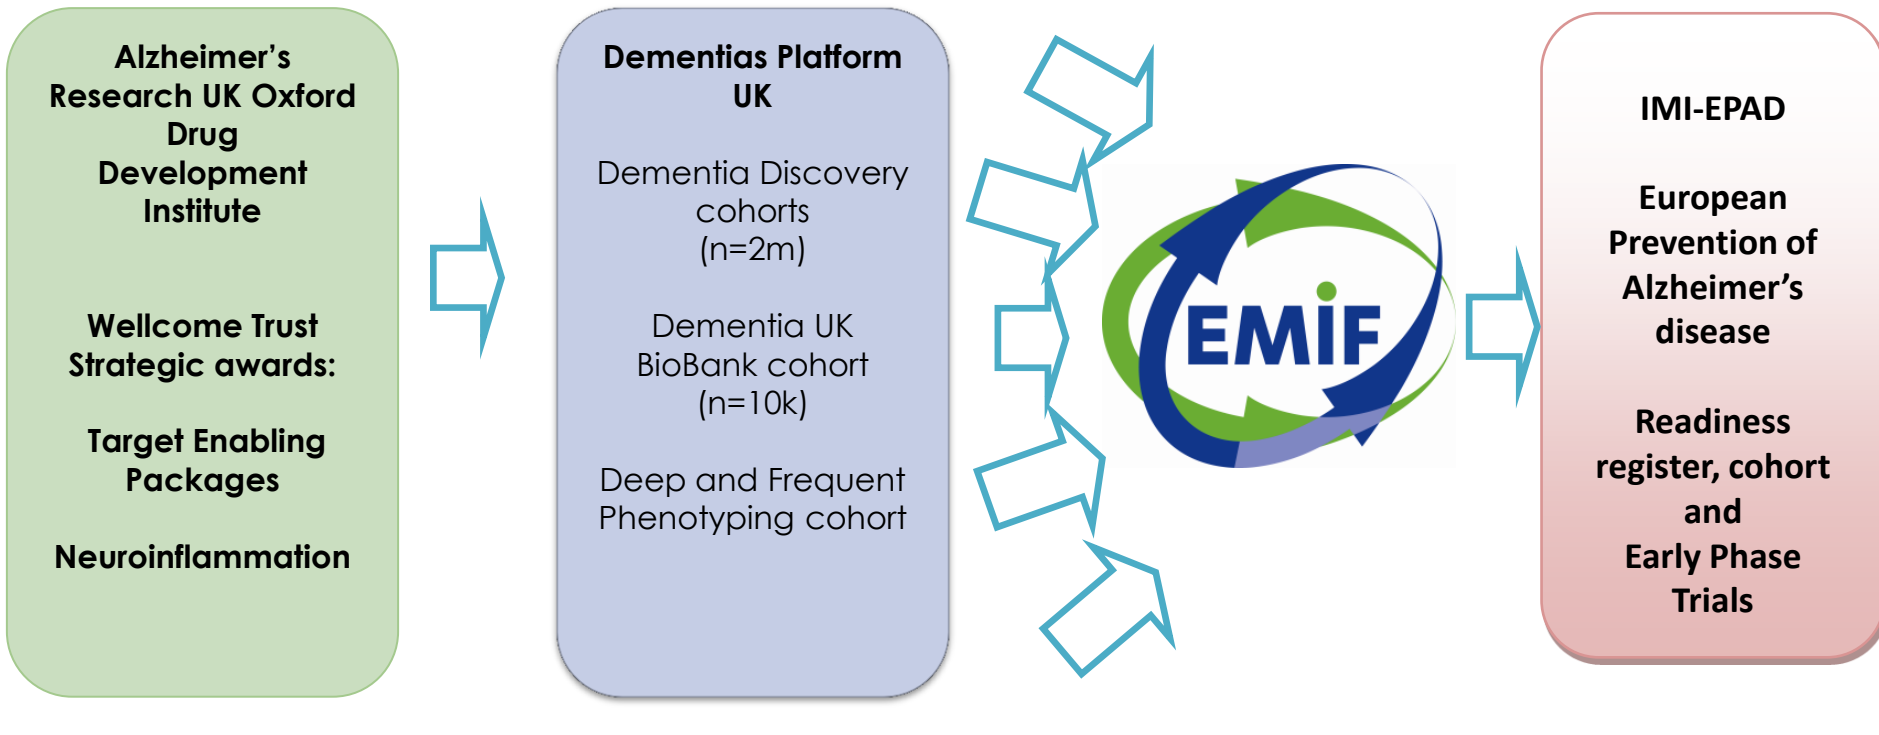 Alzheimer’s
Research UK Oxford
Drug
Development
Institute
Wellcome Trust
Strategic awards:
Target Enabling
Packages
Neuroinflammation
Dementias Platform
UK
Dementia Discovery
cohorts
(n=2m)
Dementia UK
BioBank cohort
(n=10k)
Deep and Frequent
Phenotyping cohort
EMIF
IMI-EPAD
European
Prevention of
Alzheimer’s
disease
Readiness
register, cohort
and
Early Phase
Trials